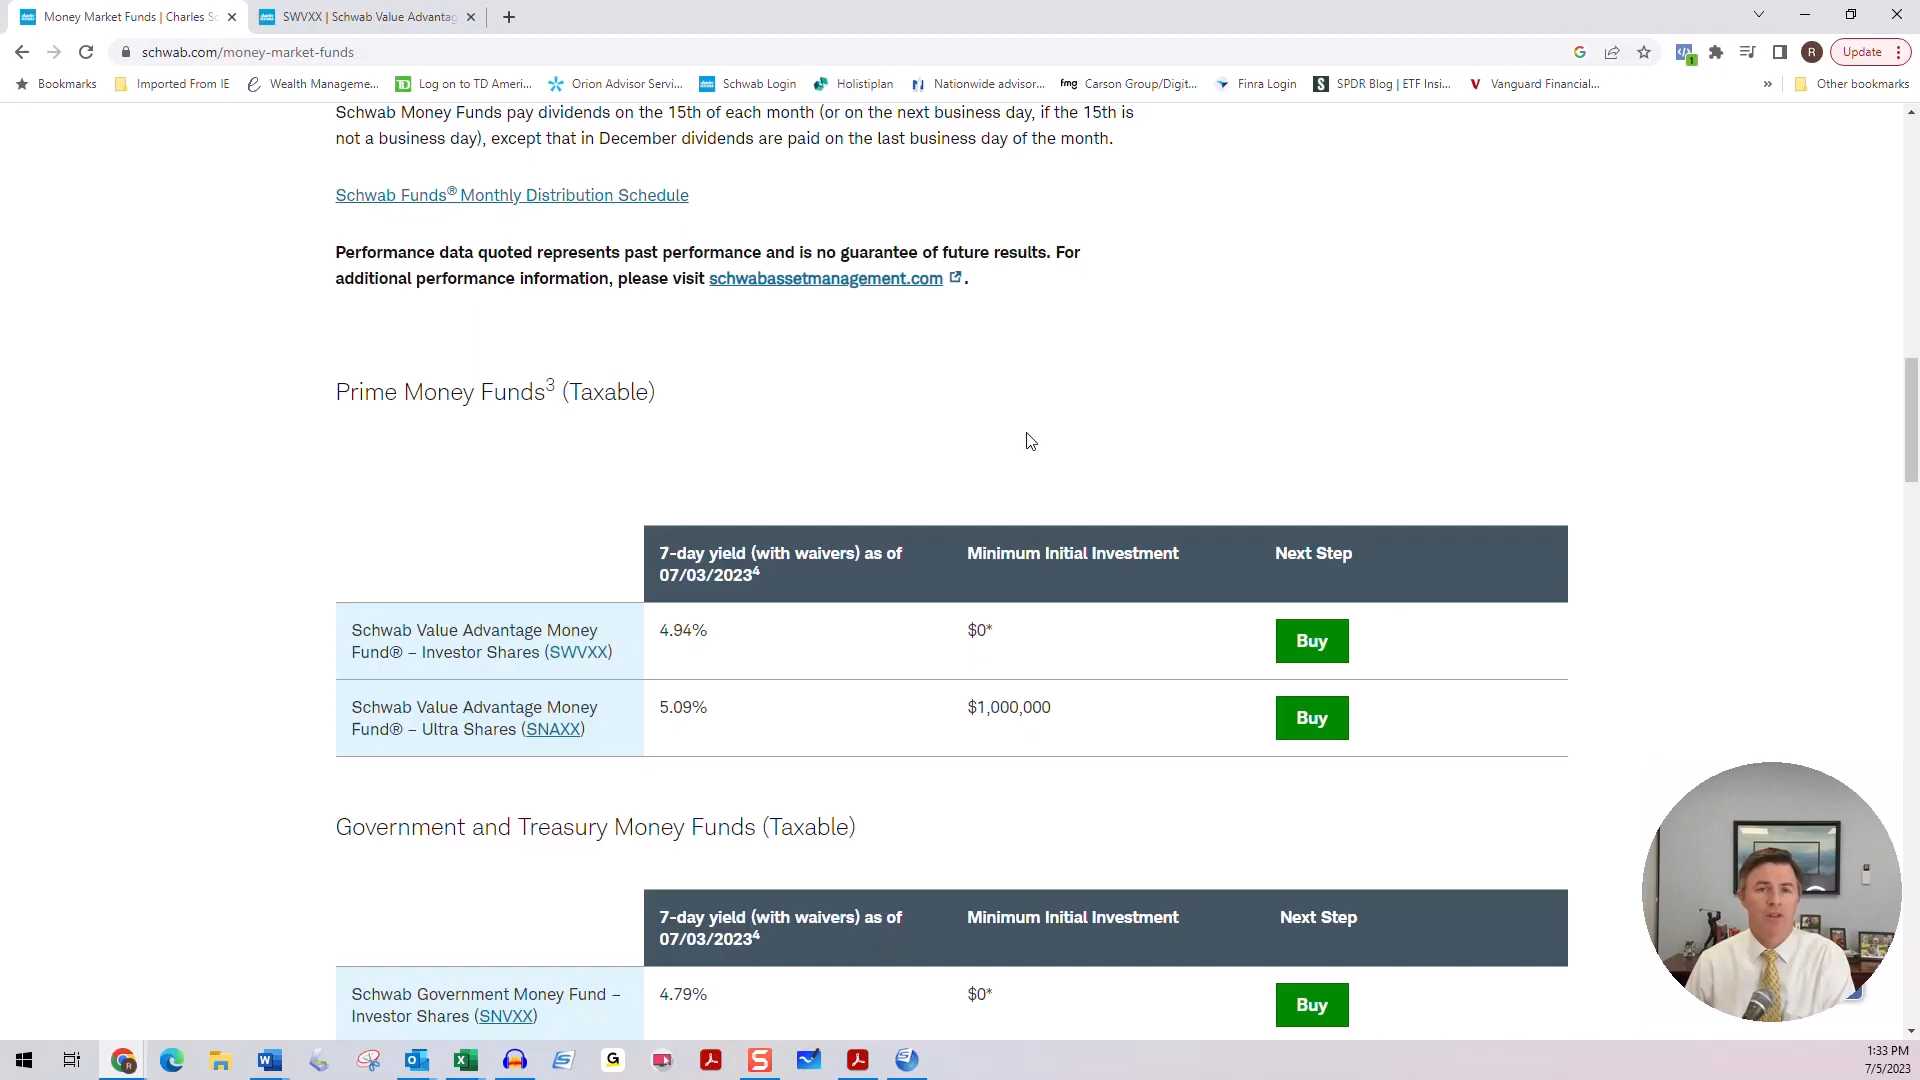 Money Market Funds | Charles Sc
SWVXX | Schwab Value Advantag
schwab.com/money-market-funds
1
R
Update
Bookmarks
Imported From IE
Wealth Manageme...
Log on to TD Ameri...
Orion Advisor Servi...
Schwab Login
Holistiplan
Nationwide advisor...
fmg Carson Group/Digit...
Finra Login
S SPDR Blog | ETF Insi...
V Vanguard Financial...
»
Other bookmarks
Schwab Money Funds pay dividends on the 15th of each month (or on the next business day, if the 15th is
not a business day), except that in December dividends are paid on the last business day of the month.
Schwab Funds® Monthly Distribution Schedule
Performance data quoted represents past performance and is no guarantee of future results. For
additional performance information, please visit schwabassetmanagement.com .
Prime Money Funds³ (Taxable)
7-day yield (with waivers) as of
07/03/2023⁴
Minimum Initial Investment
Next Step
Schwab Value Advantage Money
Fund® – Investor Shares (SWVXX)
4.94%
$0*
Buy
Schwab Value Advantage Money
Fund® – Ultra Shares (SNAXX)
5.09%
$1,000,000
Buy
Government and Treasury Money Funds (Taxable)
7-day yield (with waivers) as of
07/03/2023⁴
Minimum Initial Investment
Next Step
Schwab Government Money Fund –
Investor Shares (SNVXX)
4.79%
$0*
Buy
1:33 PM
7/5/2023